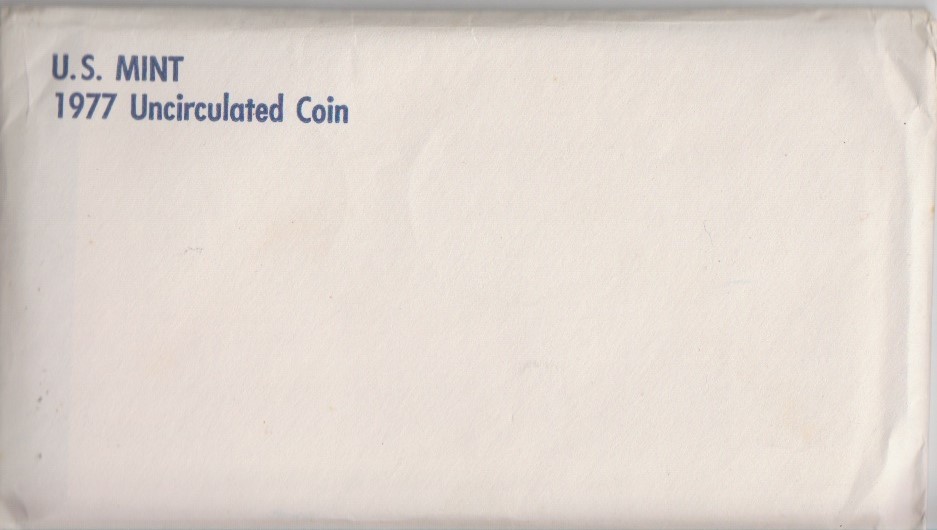 U.S. MINT
1977 Uncirculated Coin